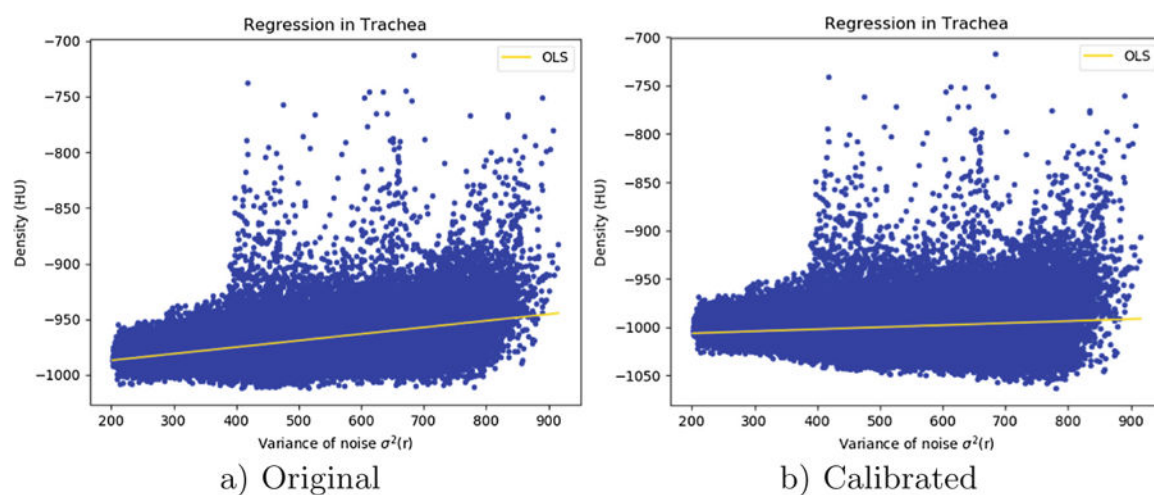 Regression in Trachea
OLS
−700
−750
−800
−850
−900
−950
−1000
Density (HU)
200 300 400 500 600 700 800 900
Variance of noise σ²(r)
a) Original
Regression in Trachea
OLS
−700
−750
−800
−850
−900
−950
−1000
−1050
Density (HU)
200 300 400 500 600 700 800 900
Variance of noise σ²(r)
b) Calibrated